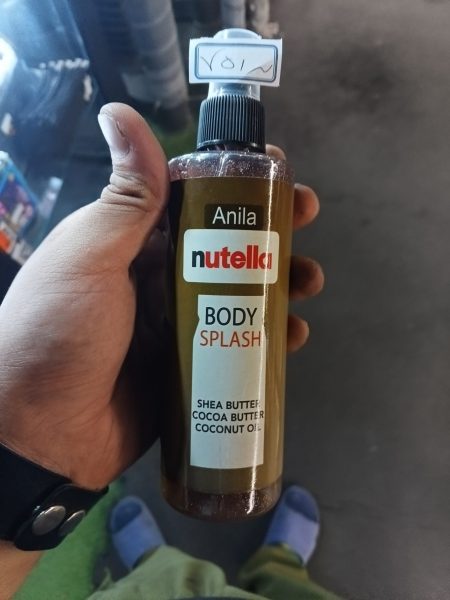 Anila
nutella
BODY
SPLASH
SHEA BUTTER
COCOA BUTTER
COCONUT OIL